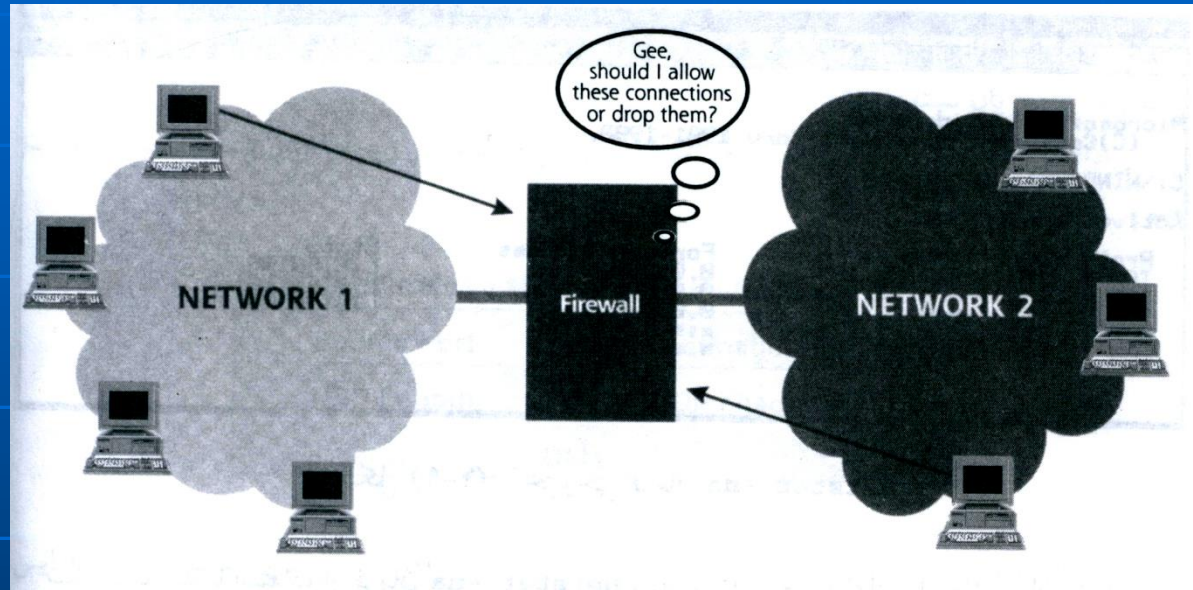 Gee,
should I allow
these connections
or drop them?
NETWORK 1
Firewall
NETWORK 2